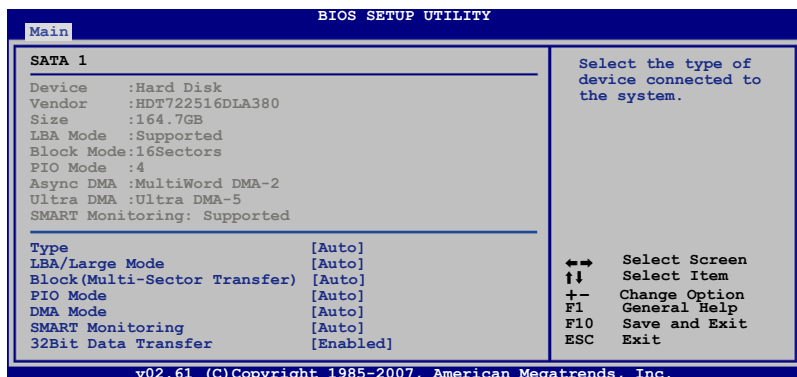 BIOS SETUP UTILITY
Main
SATA 1
Device :Hard Disk
Vendor :HDT722516DLA380
Size :164.7GB
LBA Mode :Supported
Block Mode:16Sectors
PIO Mode :4
Async DMA :MultiWord DMA-2
Ultra DMA :Ultra DMA-5
SMART Monitoring: Supported
Type [Auto]
LBA/Large Mode [Auto]
Block(Multi-Sector Transfer) [Auto]
PIO Mode [Auto]
DMA Mode [Auto]
SMART Monitoring [Auto]
32Bit Data Transfer [Enabled]
Select the type of
device connected to
the system.
←→ Select Screen
↑↓ Select Item
+- Change Option
F1 General Help
F10 Save and Exit
ESC Exit
v02.61 (C)Copyright 1985-2007, American Megatrends, Inc.